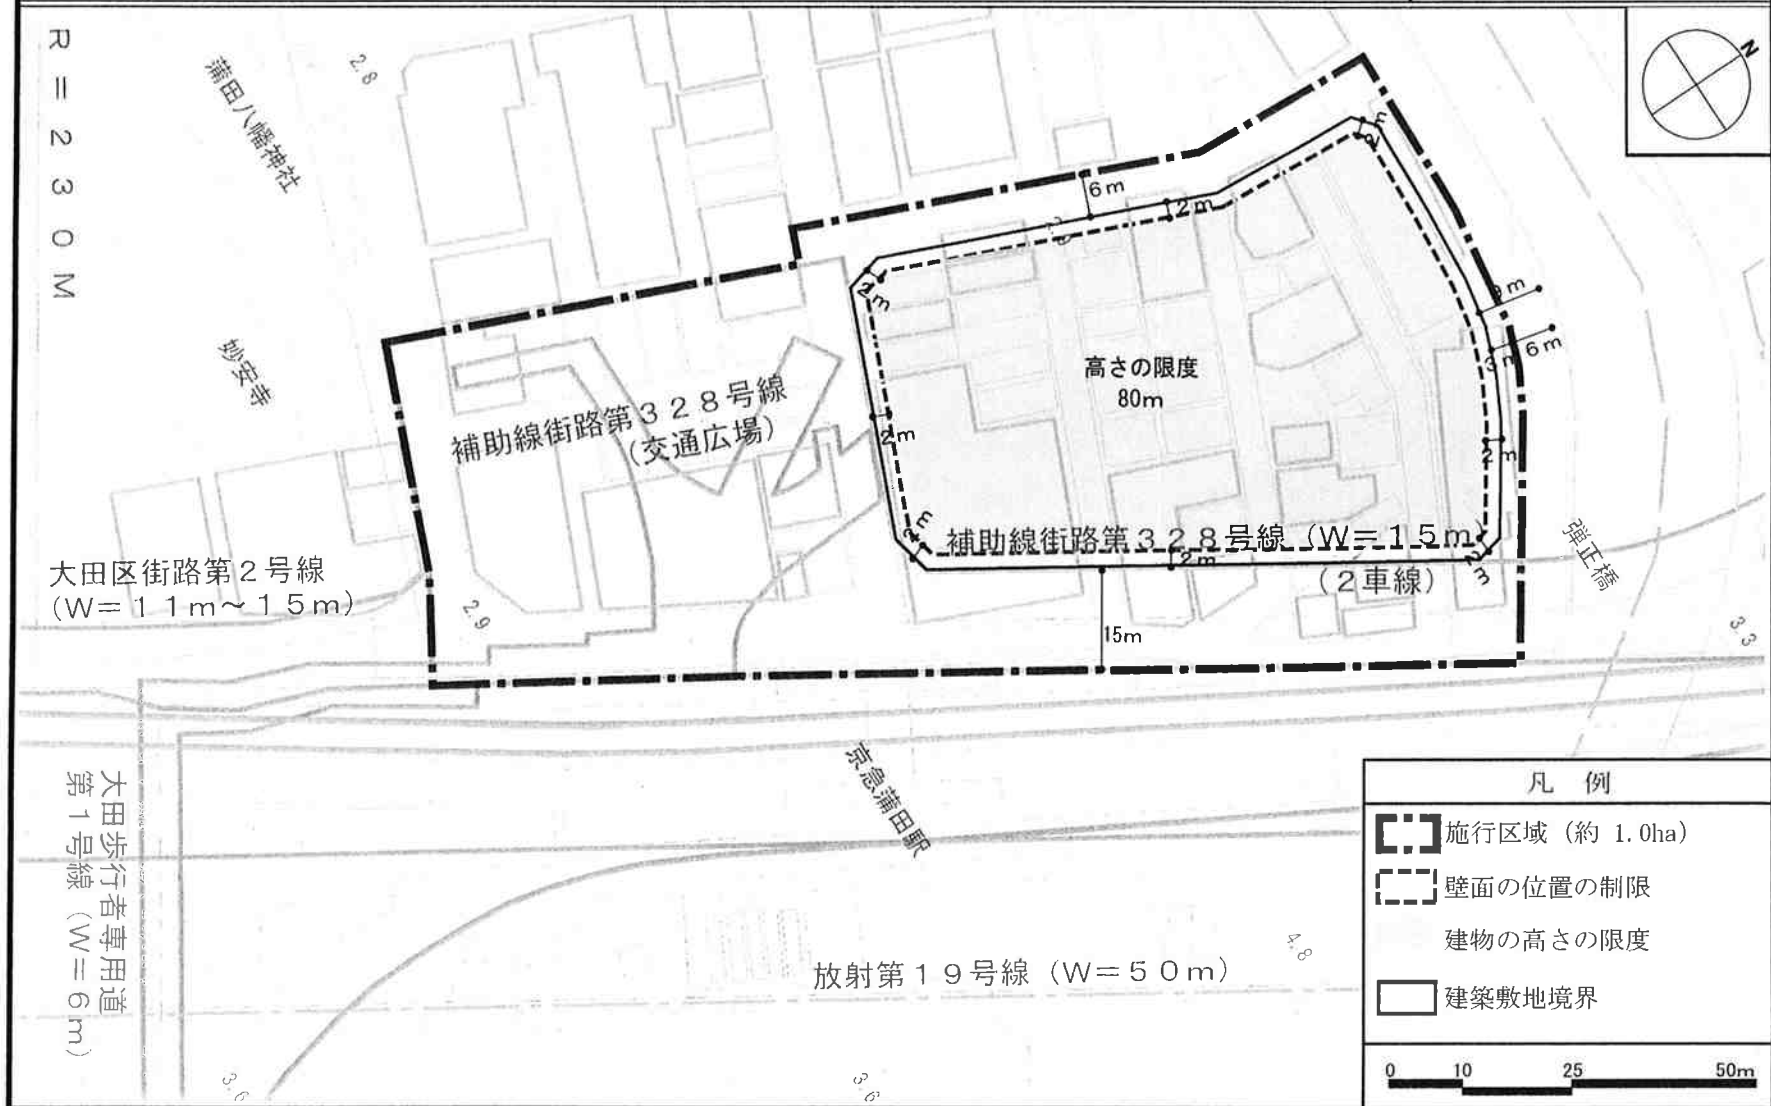 R＝230M
蒲田八幡神社
2.8
N
6m
2m
2m
2m
高さの限度
80m
9m
3m
6m
妙安寺
補助線街路第３２８号線
（交通広場）
2m
2m
2m
補助線街路第３２８号線（W＝１５m）
2m
2m
（２車線）
弾正橋
大田区街路第２号線
（W＝１１m～１５m）
2.9
15m
3.3
京急蒲田駅
大田歩行者専用道
第１号線（W＝６m）
放射第１９号線（W＝５０m）
4.8
3.6
3.6
凡 例
施行区域（約 1.0ha）
壁面の位置の制限
建物の高さの限度
建築敷地境界
0 10 25 50m